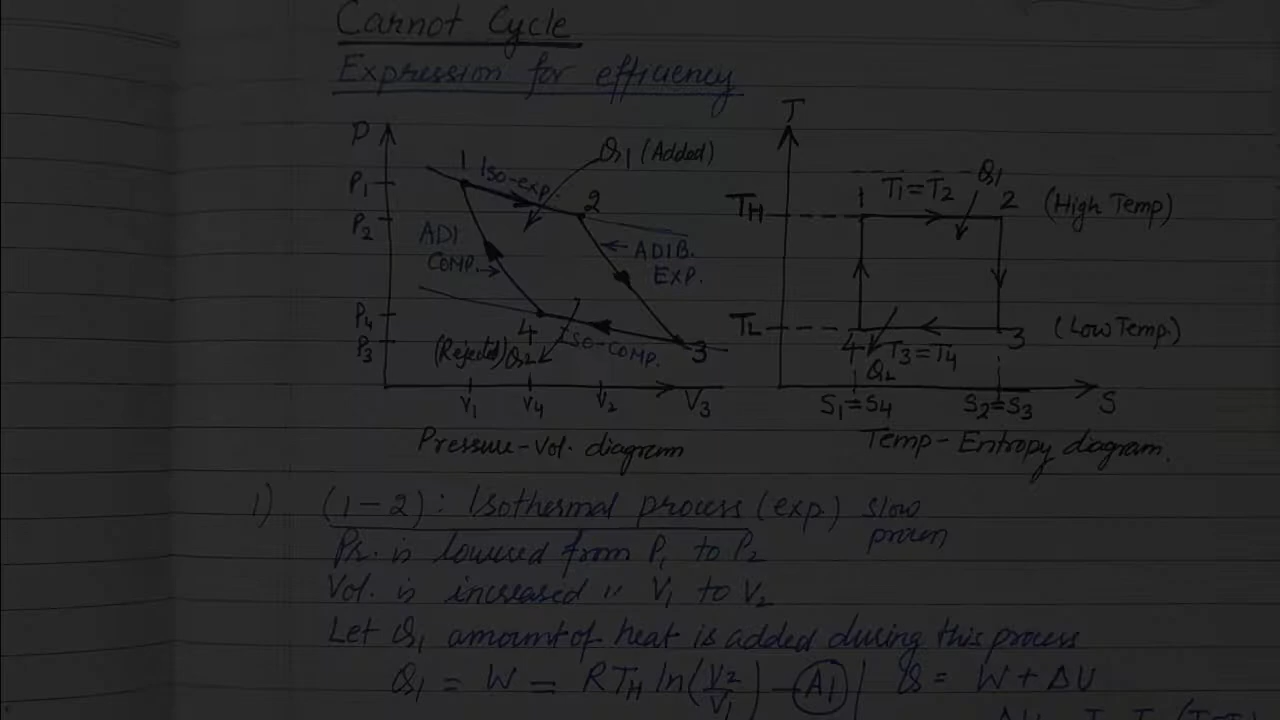 Carnot Cycle
Expression for efficiency
P
P1
P2
P4
P3
1
Iso-exp.
Q1 (Added)
2
ADI
COMP.
ADIB.
EXP.
4
(Rejected) Q2
Iso-COMP.
3
V1 V4 V2 V3
Pressure-Vol. diagram
T
TH
TL
Q1
1 T1=T2 2 (High Temp)
4 T3=T4 3 (Low Temp.)
Q2
S1=S4 S2=S3 S
Temp-Entropy diagram.
1) (1-2): Isothermal process (exp.) slow
Pr. is lowered from P1 to P2
Vol. is increased " V1 to V2
Let Q1 amount of heat is added during this process
Q1 = W = RTH ln(V2/V1) - A1 | Q = W + ΔU